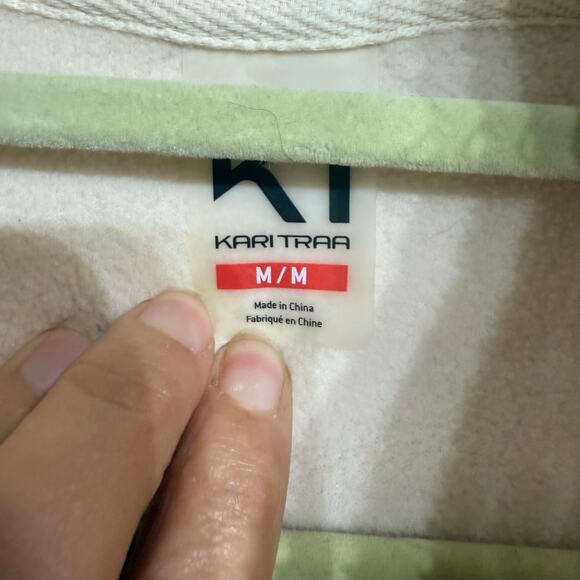 KT
KARI TRAA
M / M
Made in China
Fabriqué en Chine